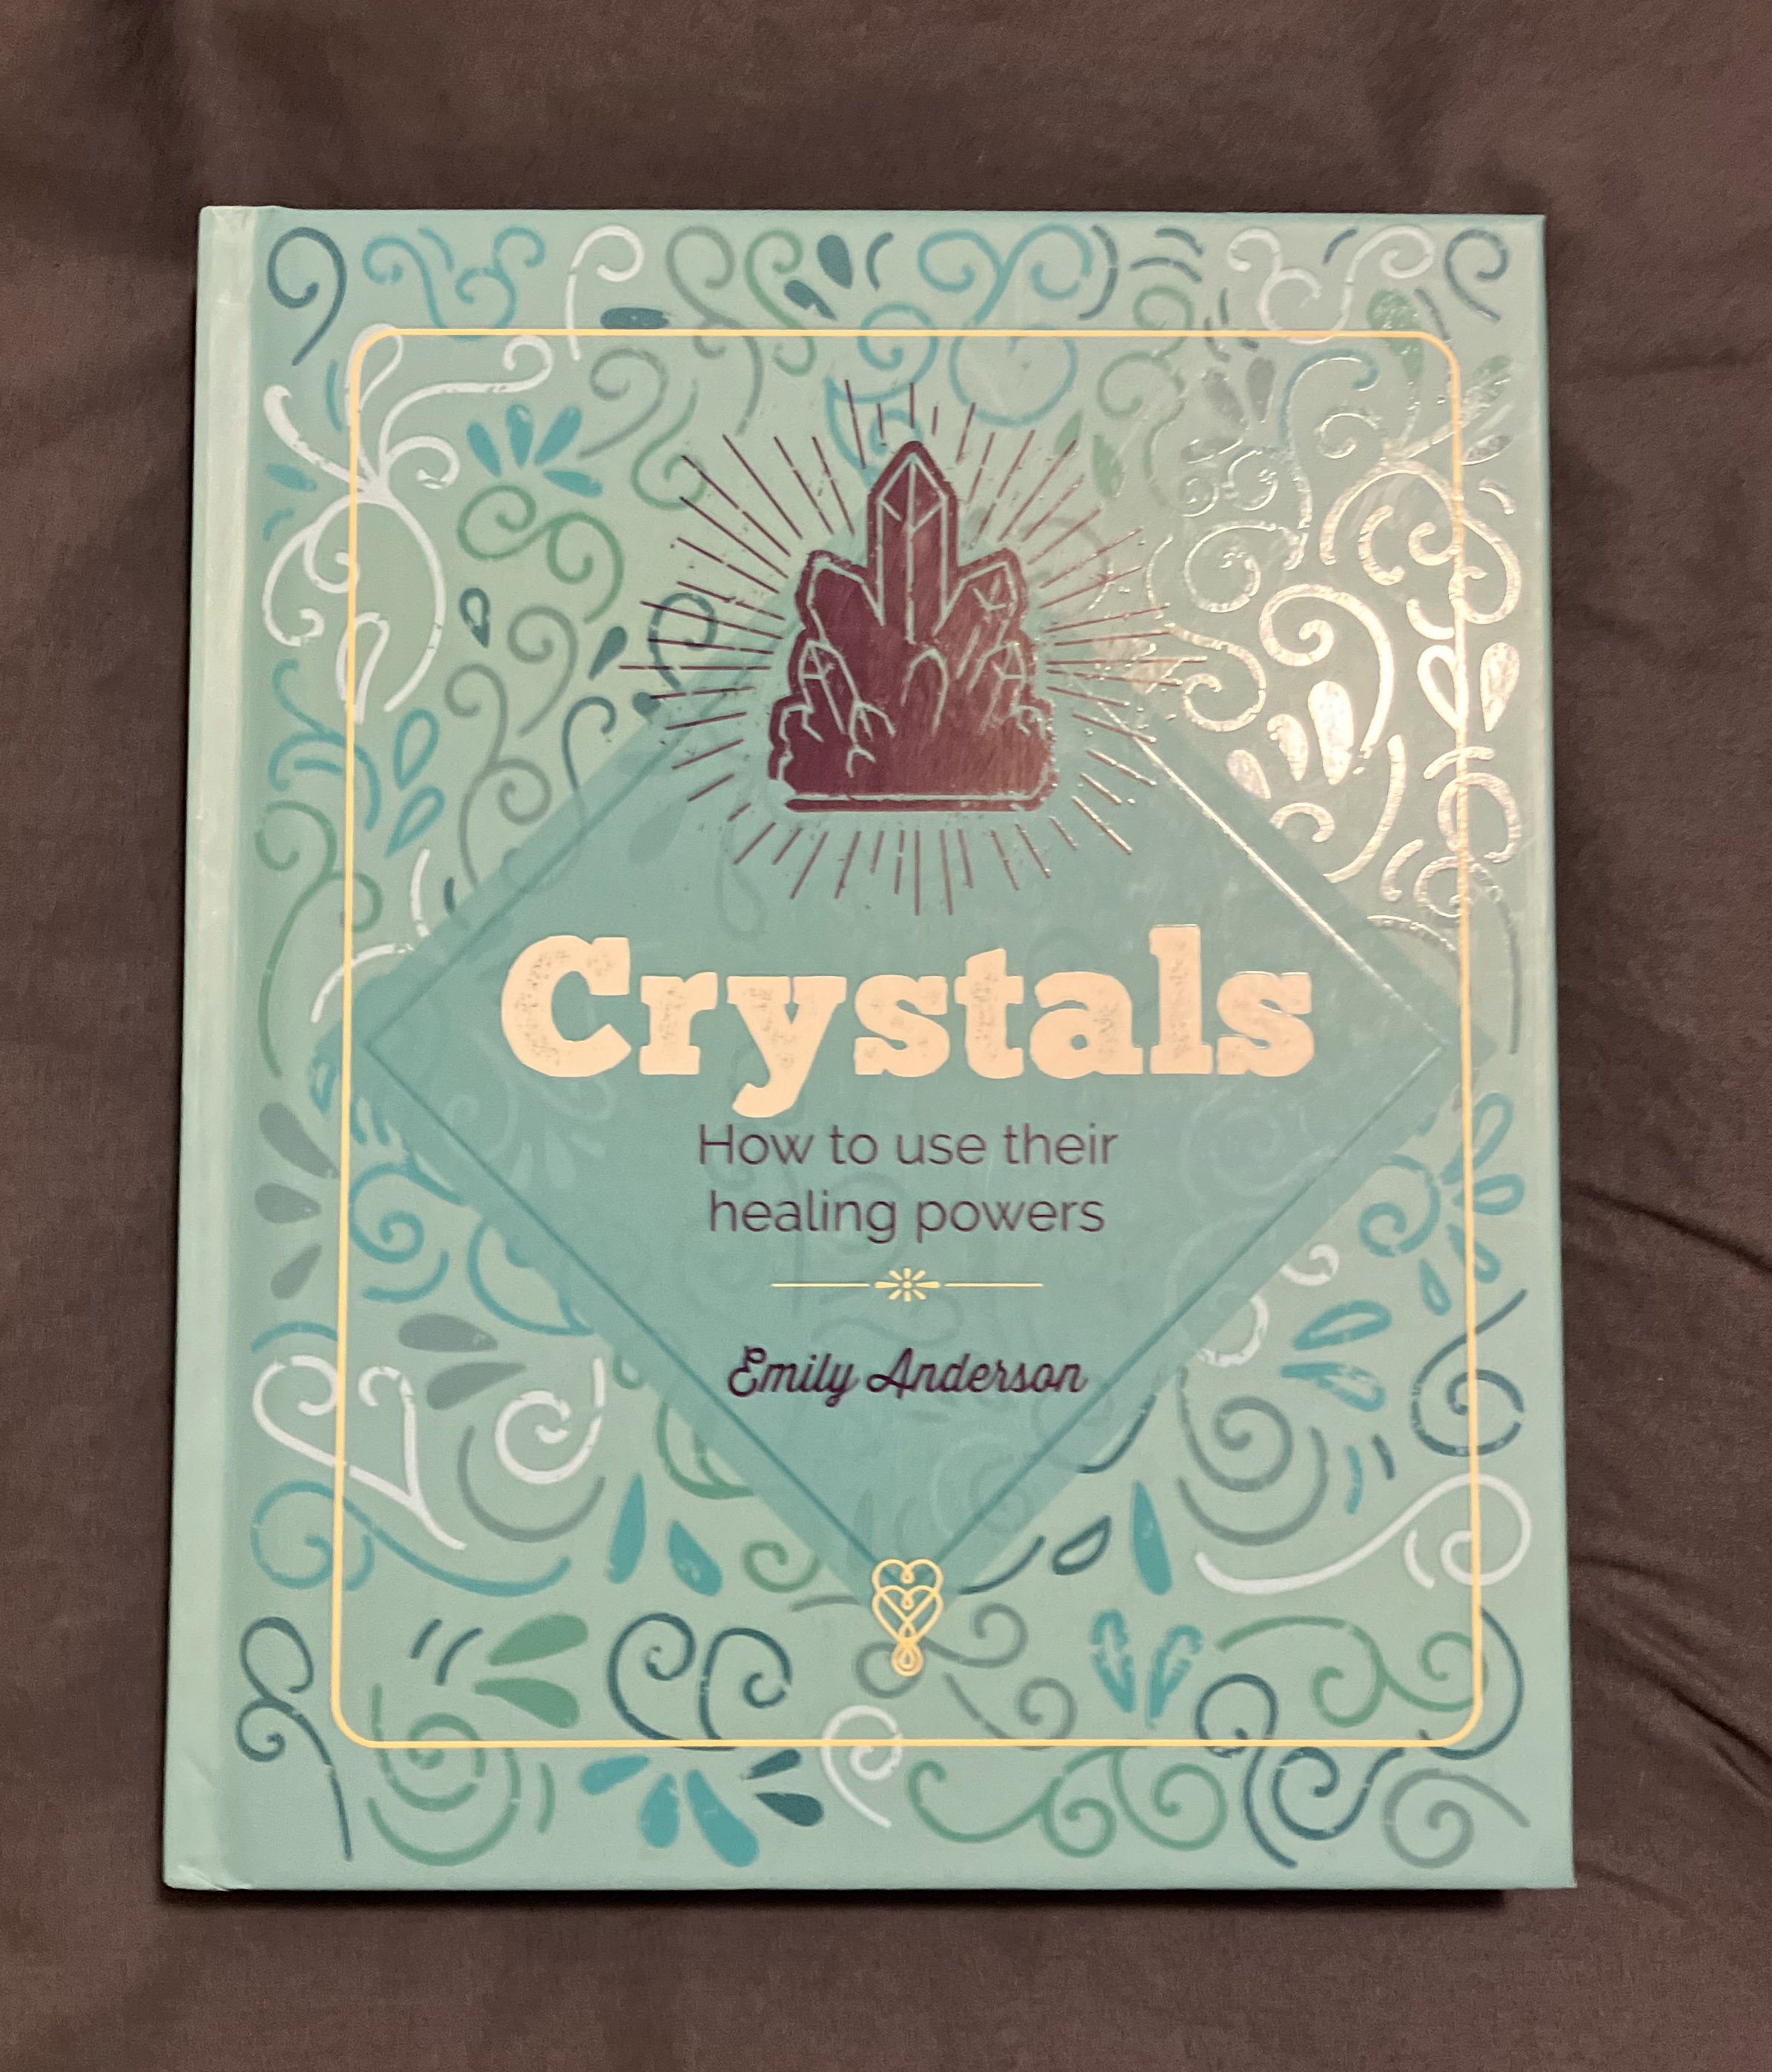 Crystals
How to use their
healing powers
Emily Anderson